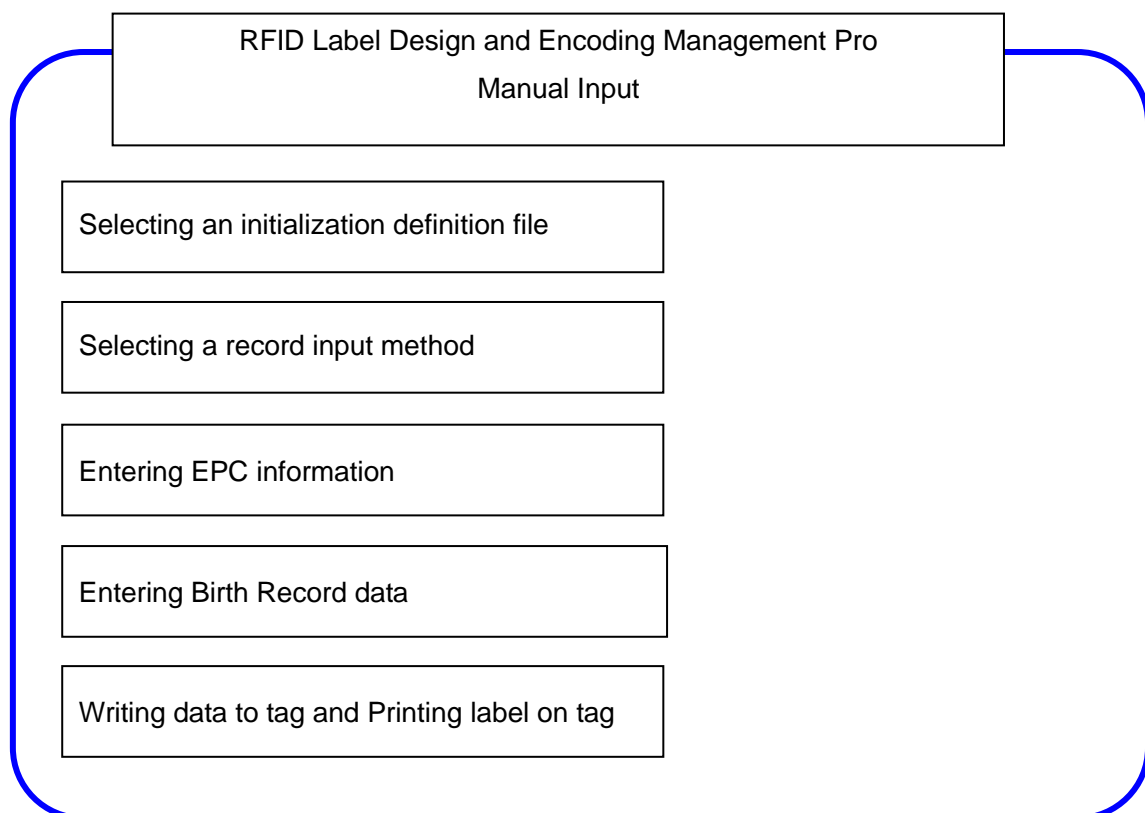 RFID Label Design and Encoding Management Pro
Manual Input
Selecting an initialization definition file
Selecting a record input method
Entering EPC information
Entering Birth Record data
Writing data to tag and Printing label on tag